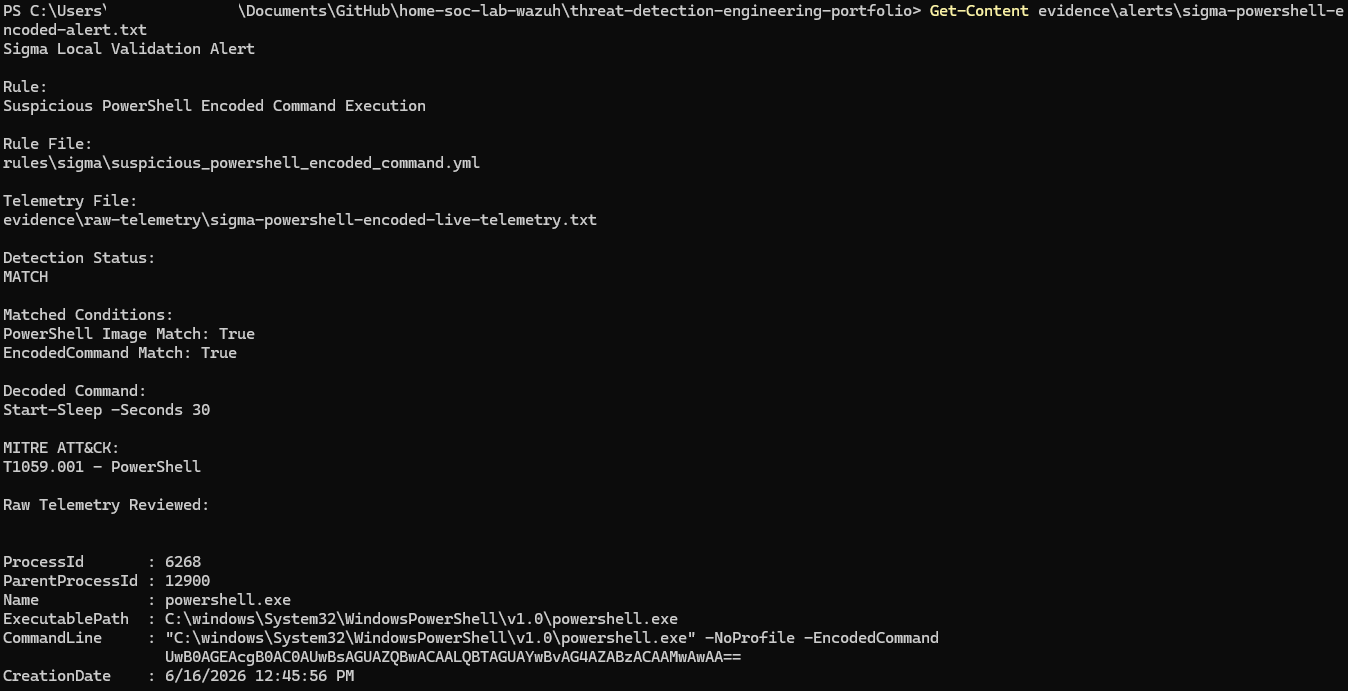 PS C:\Users\ \Documents\GitHub\home-soc-lab-wazuh\threat-detection-engineering-portfolio> Get-Content evidence\alerts\sigma-powershell-e
ncoded-alert.txt
Sigma Local Validation Alert
Rule:
Suspicious PowerShell Encoded Command Execution
Rule File:
rules\sigma\suspicious_powershell_encoded_command.yml
Telemetry File:
evidence\raw-telemetry\sigma-powershell-encoded-live-telemetry.txt
Detection Status:
MATCH
Matched Conditions:
PowerShell Image Match: True
EncodedCommand Match: True
Decoded Command:
Start-Sleep -Seconds 30
MITRE ATT&CK:
T1059.001 - PowerShell
Raw Telemetry Reviewed:
ProcessId       : 6268
ParentProcessId : 12900
Name            : powershell.exe
ExecutablePath  : C:\windows\System32\WindowsPowerShell\v1.0\powershell.exe
CommandLine     : "C:\windows\System32\WindowsPowerShell\v1.0\powershell.exe" -NoProfile -EncodedCommand
UwB0AGEAcgB0AC0AUwBsAGUAZQBwACAALQBTAGUAYwBvAG4AZABzACAAMwAwAA==
CreationDate    : 6/16/2026 12:45:56 PM